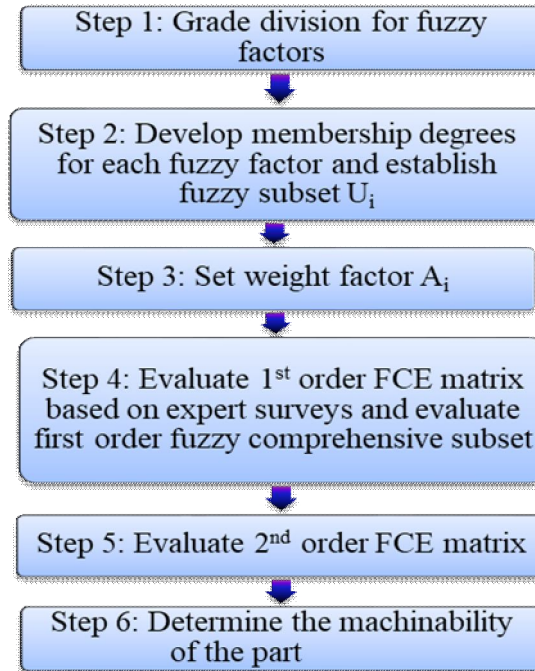 Step 1: Grade division for fuzzy
factors
Step 2: Develop membership degrees
for each fuzzy factor and establish
fuzzy subset Uᵢ
Step 3: Set weight factor Aᵢ
Step 4: Evaluate 1ˢᵗ order FCE matrix
based on expert surveys and evaluate
first order fuzzy comprehensive subset
Step 5: Evaluate 2ⁿᵈ order FCE matrix
Step 6: Determine the machinability
of the part